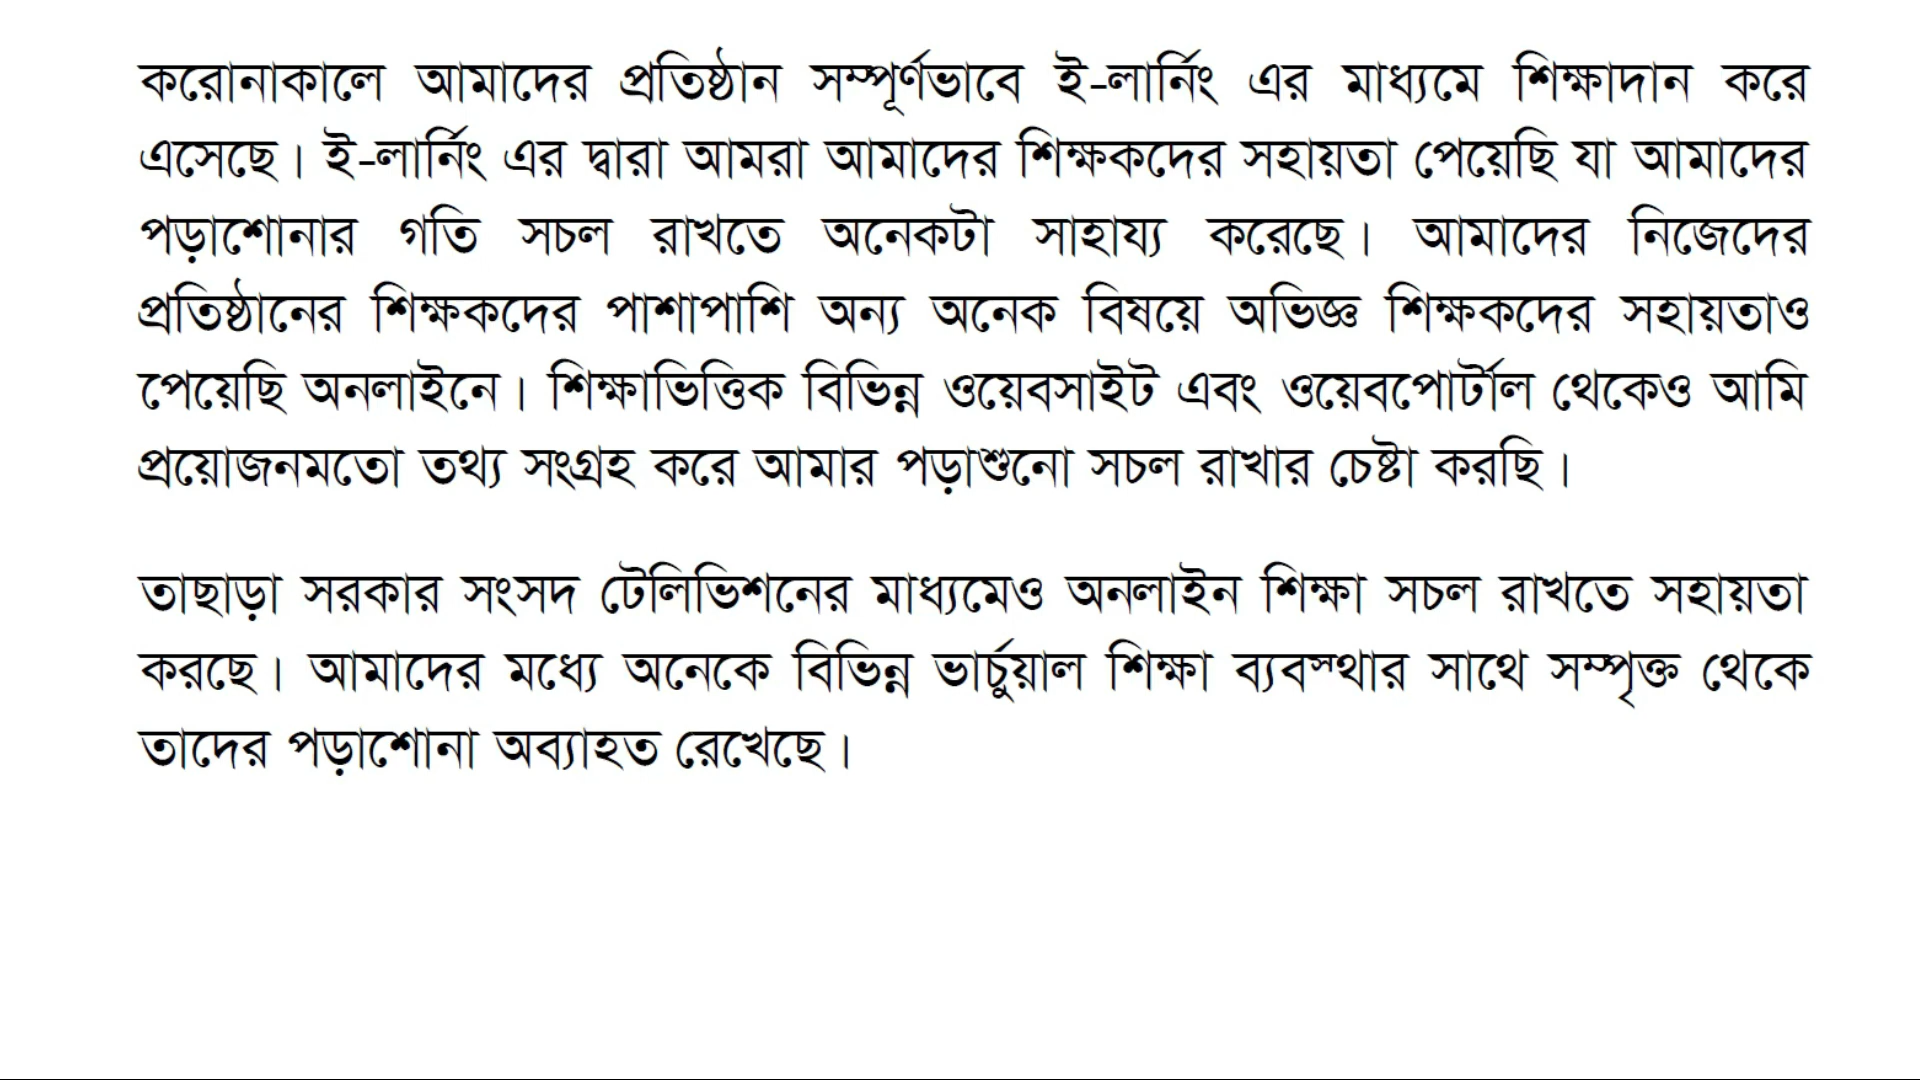 করোনাকালে আমাদের প্রতিষ্ঠান সম্পূর্ণভাবে ই-লার্নিং এর মাধ্যমে শিক্ষাদান করে
এসেছে। ই-লার্নিং এর দ্বারা আমরা আমাদের শিক্ষকদের সহায়তা পেয়েছি যা আমাদের
পড়াশোনার গতি সচল রাখতে অনেকটা সাহায্য করেছে। আমাদের নিজেদের
প্রতিষ্ঠানের শিক্ষকদের পাশাপাশি অন্য অনেক বিষয়ে অভিজ্ঞ শিক্ষকদের সহায়তাও
পেয়েছি অনলাইনে। শিক্ষাভিত্তিক বিভিন্ন ওয়েবসাইট এবং ওয়েবপোর্টাল থেকেও আমি
প্রয়োজনমতো তথ্য সংগ্রহ করে আমার পড়াশুনো সচল রাখার চেষ্টা করছি।
তাছাড়া সরকার সংসদ টেলিভিশনের মাধ্যমেও অনলাইন শিক্ষা সচল রাখতে সহায়তা
করছে। আমাদের মধ্যে অনেকে বিভিন্ন ভার্চুয়াল শিক্ষা ব্যবস্থার সাথে সম্পৃক্ত থেকে
তাদের পড়াশোনা অব্যাহত রেখেছে।